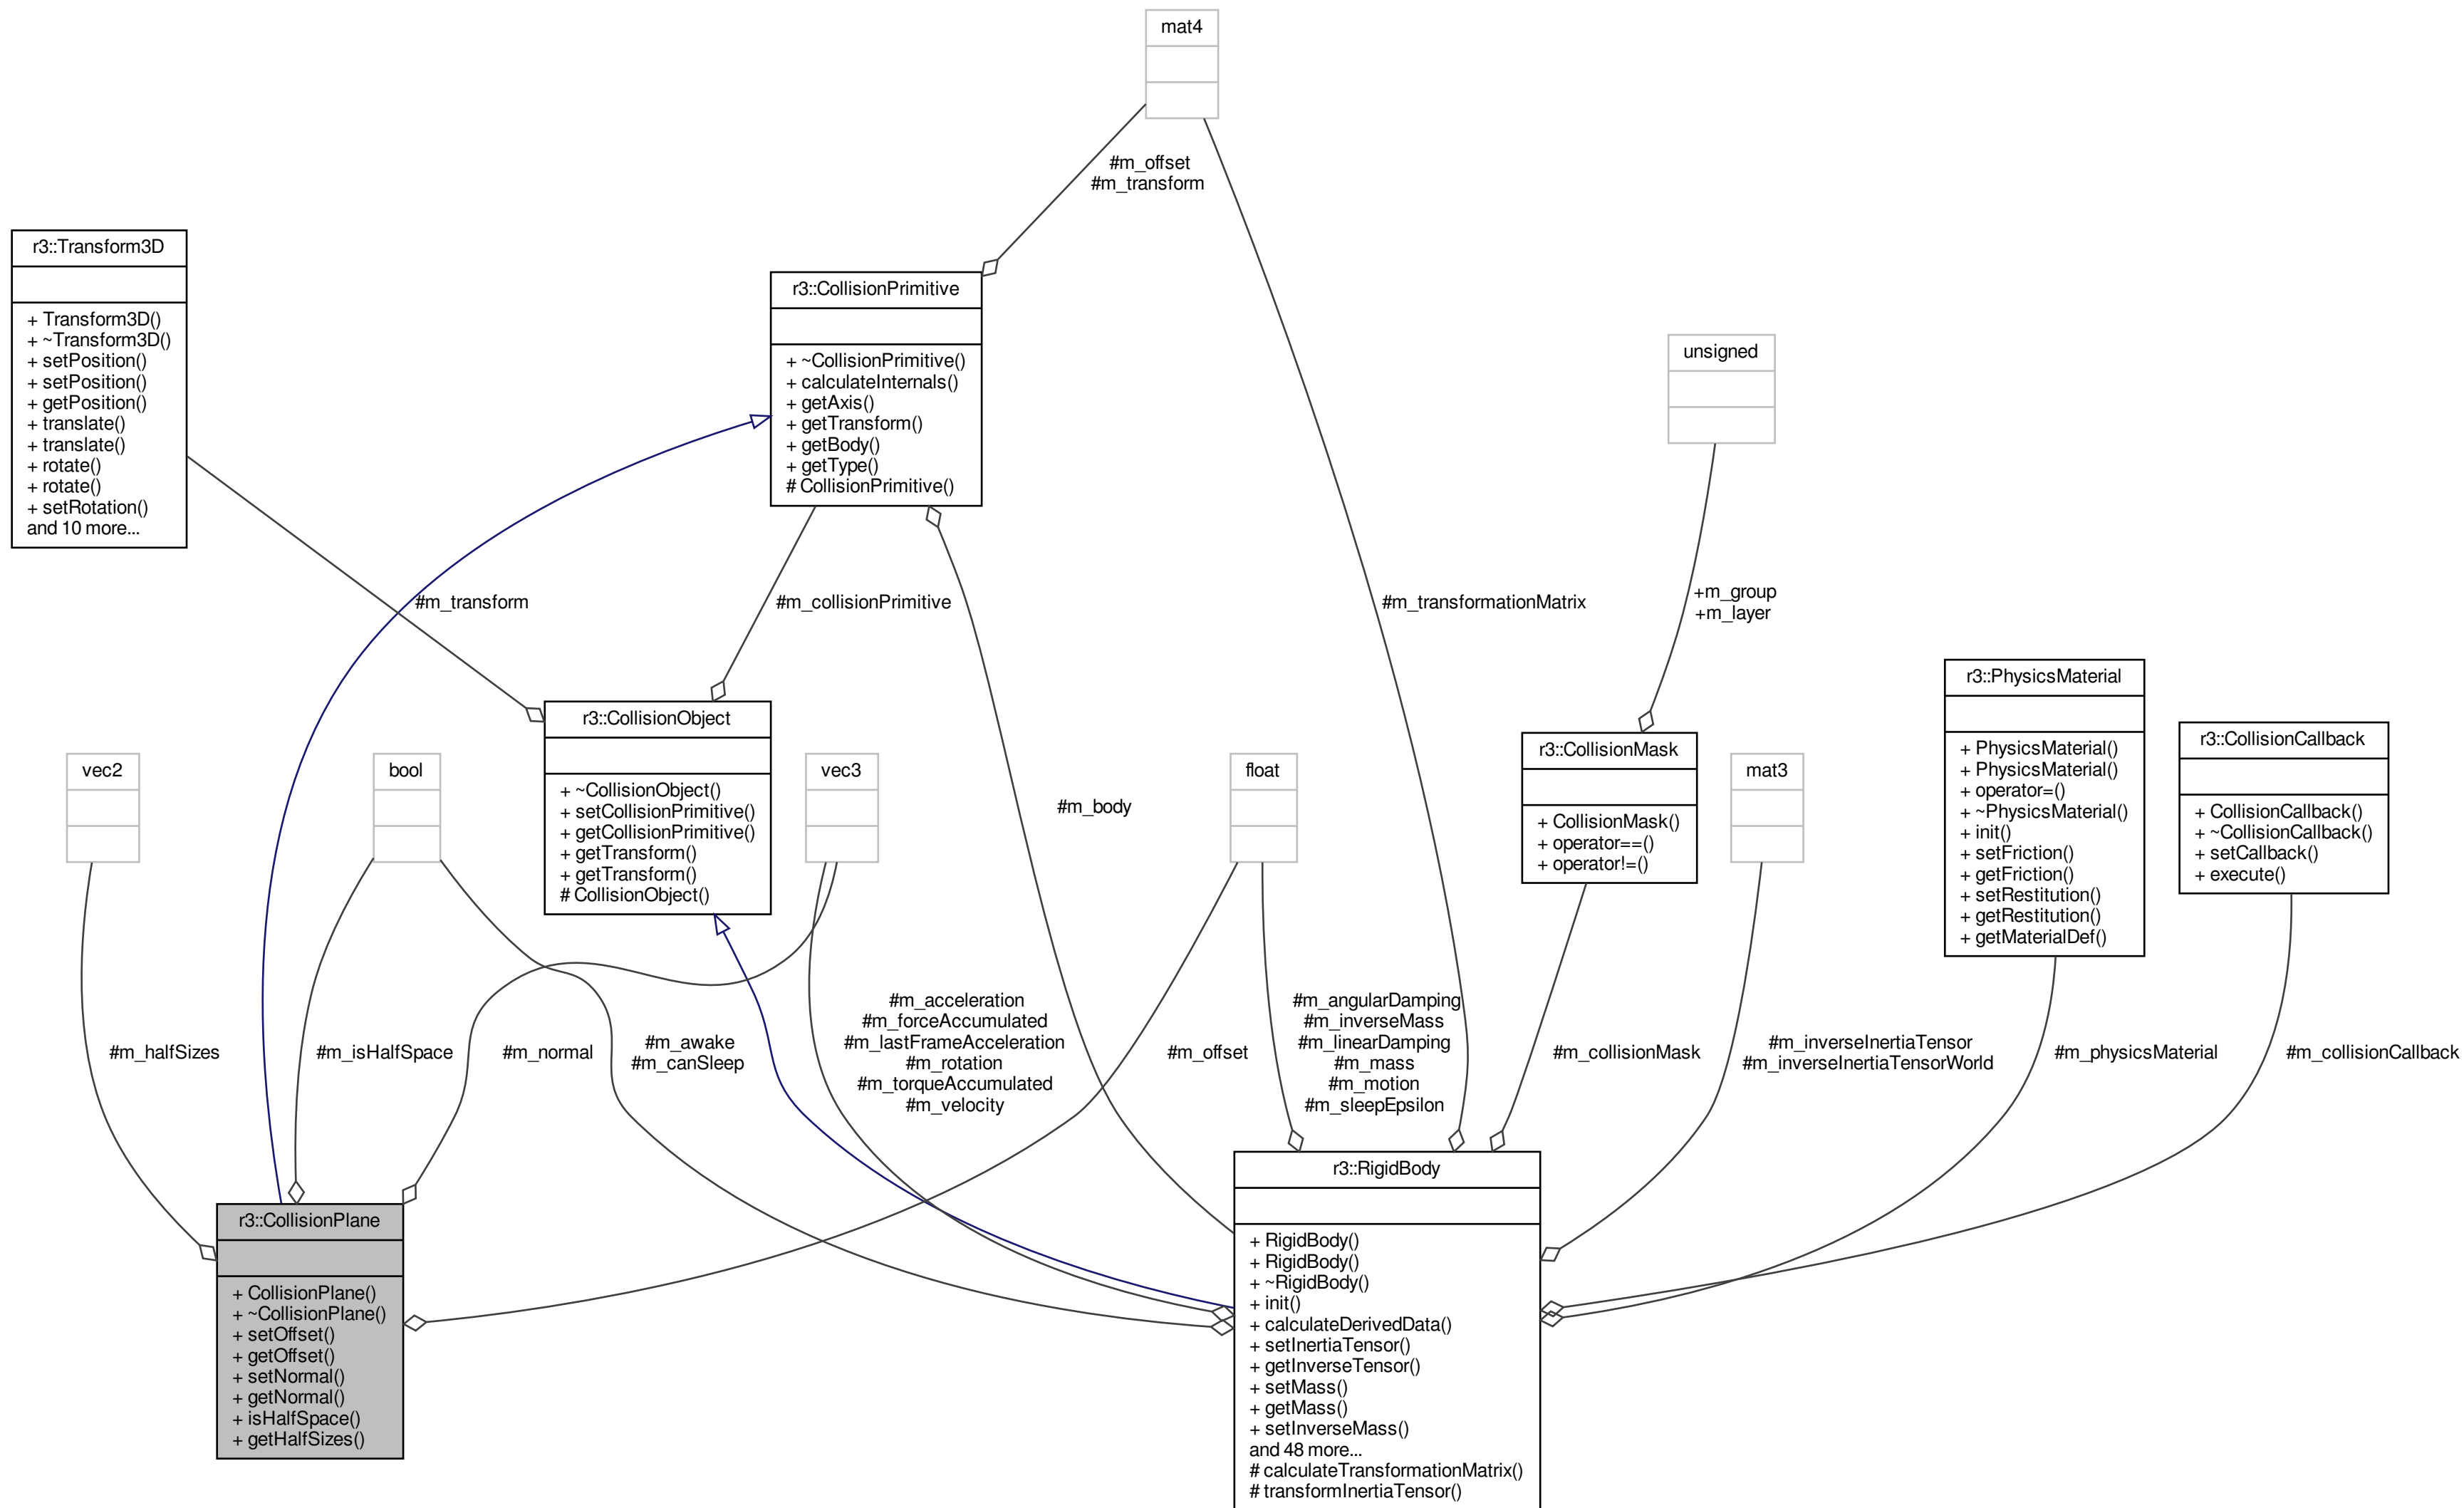 mat4
#m_offset
#m_transform
r3::Transform3D
+ Transform3D()
+ ~Transform3D()
+ setPosition()
+ setPosition()
+ getPosition()
+ translate()
+ translate()
+ rotate()
+ rotate()
+ setRotation()
and 10 more...
r3::CollisionPrimitive
+ ~CollisionPrimitive()
+ calculateInternals()
+ getAxis()
+ getTransform()
+ getBody()
+ getType()
# CollisionPrimitive()
unsigned
#m_transform
#m_collisionPrimitive
#m_transformationMatrix
+m_group
+m_layer
r3::CollisionObject
+ ~CollisionObject()
+ setCollisionPrimitive()
+ getCollisionPrimitive()
+ getTransform()
+ getTransform()
# CollisionObject()
vec2
bool
vec3
#m_body
float
r3::CollisionMask
+ CollisionMask()
+ operator==()
+ operator!=()
mat3
r3::PhysicsMaterial
+ PhysicsMaterial()
+ PhysicsMaterial()
+ operator=()
+ ~PhysicsMaterial()
+ init()
+ setFriction()
+ getFriction()
+ setRestitution()
+ getRestitution()
+ getMaterialDef()
r3::CollisionCallback
+ CollisionCallback()
+ ~CollisionCallback()
+ setCallback()
+ execute()
#m_halfSizes
#m_isHalfSpace
#m_normal
#m_awake
#m_canSleep
#m_acceleration
#m_forceAccumulated
#m_lastFrameAcceleration
#m_rotation
#m_torqueAccumulated
#m_velocity
#m_offset
#m_angularDamping
#m_inverseMass
#m_linearDamping
#m_mass
#m_motion
#m_sleepEpsilon
#m_collisionMask
#m_inverseInertiaTensor
#m_inverseInertiaTensorWorld
#m_physicsMaterial
#m_collisionCallback
r3::CollisionPlane
+ CollisionPlane()
+ ~CollisionPlane()
+ setOffset()
+ getOffset()
+ setNormal()
+ getNormal()
+ isHalfSpace()
+ getHalfSizes()
r3::RigidBody
+ RigidBody()
+ RigidBody()
+ ~RigidBody()
+ init()
+ calculateDerivedData()
+ setInertiaTensor()
+ getInverseTensor()
+ setMass()
+ getMass()
+ setInverseMass()
and 48 more...
# calculateTransformationMatrix()
# transformInertiaTensor()